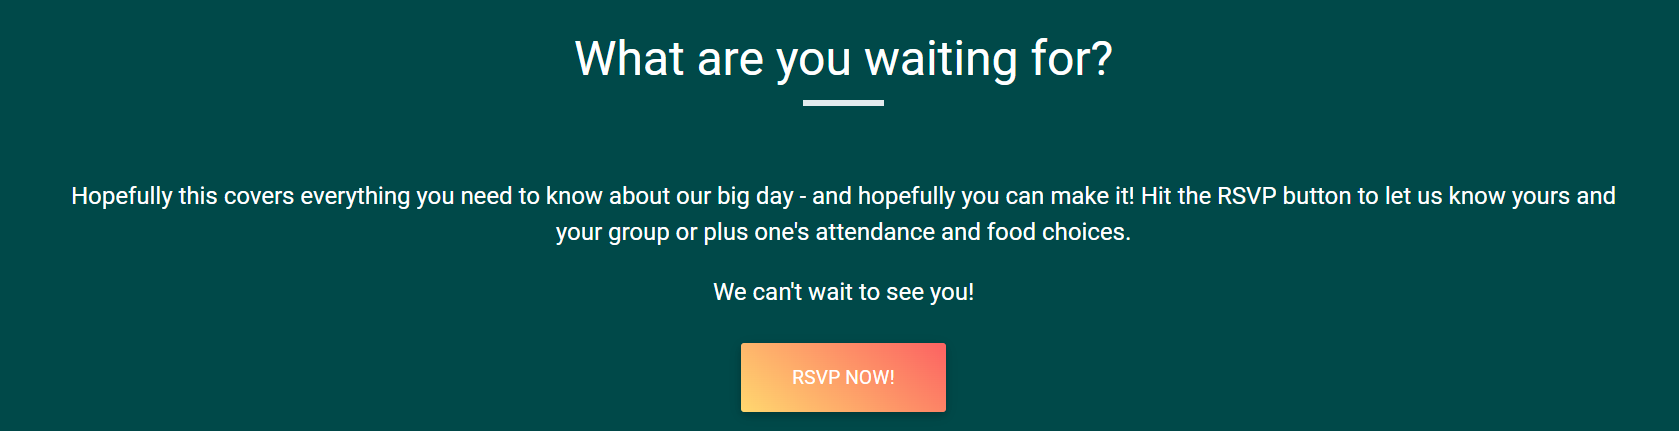 What are you waiting for?
Hopefully this covers everything you need to know about our big day - and hopefully you can make it! Hit the RSVP button to let us know yours and
your group or plus one's attendance and food choices.
We can't wait to see you!
RSVP NOW!